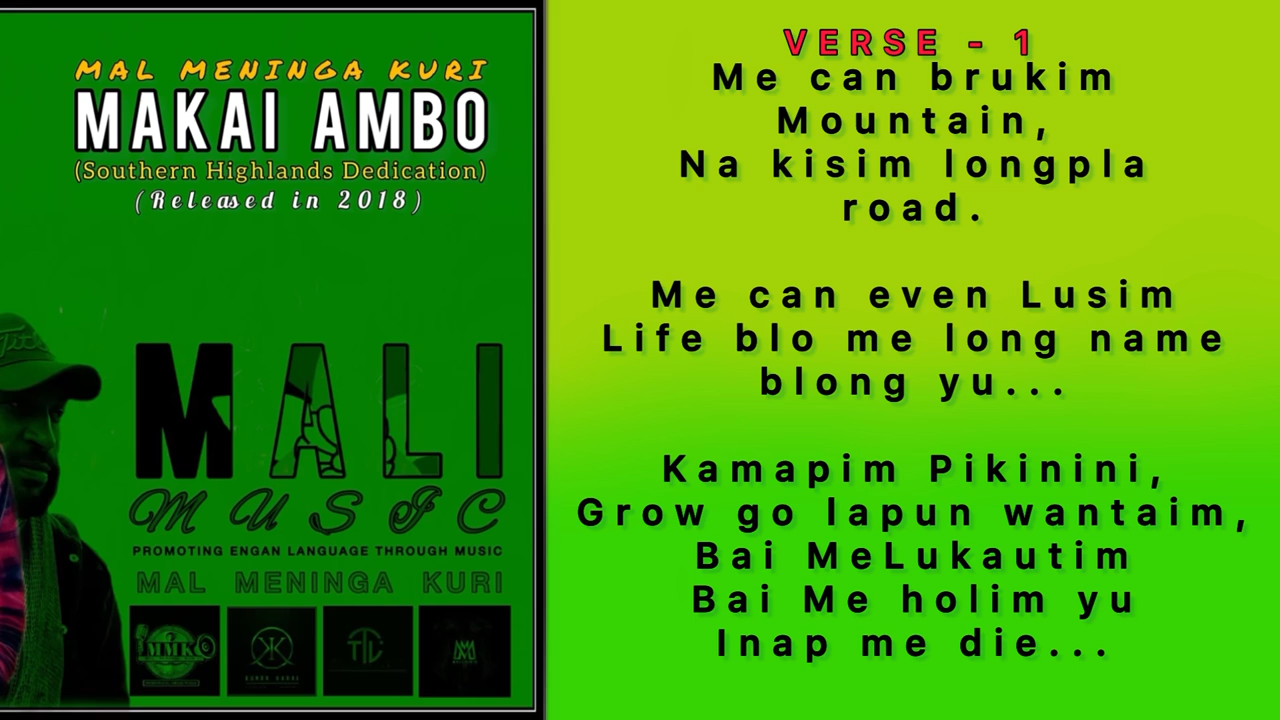 MAL MENINGA KURI
MAKAI AMBO
(Southern Highlands Dedication)
(Released in 2018)
MALI
MUSIC
PROMOTING ENGAN LANGUAGE THROUGH MUSIC
MAL MENINGA KURI
MMK
VERSE - 1
Me can brukim
Mountain,
Na kisim longpla
road.
Me can even Lusim
Life blo me long name
blong yu...
Kamapim Pikinini,
Grow go lapun wantaim,
Bai MeLukautim
Bai Me holim yu
Inap me die...